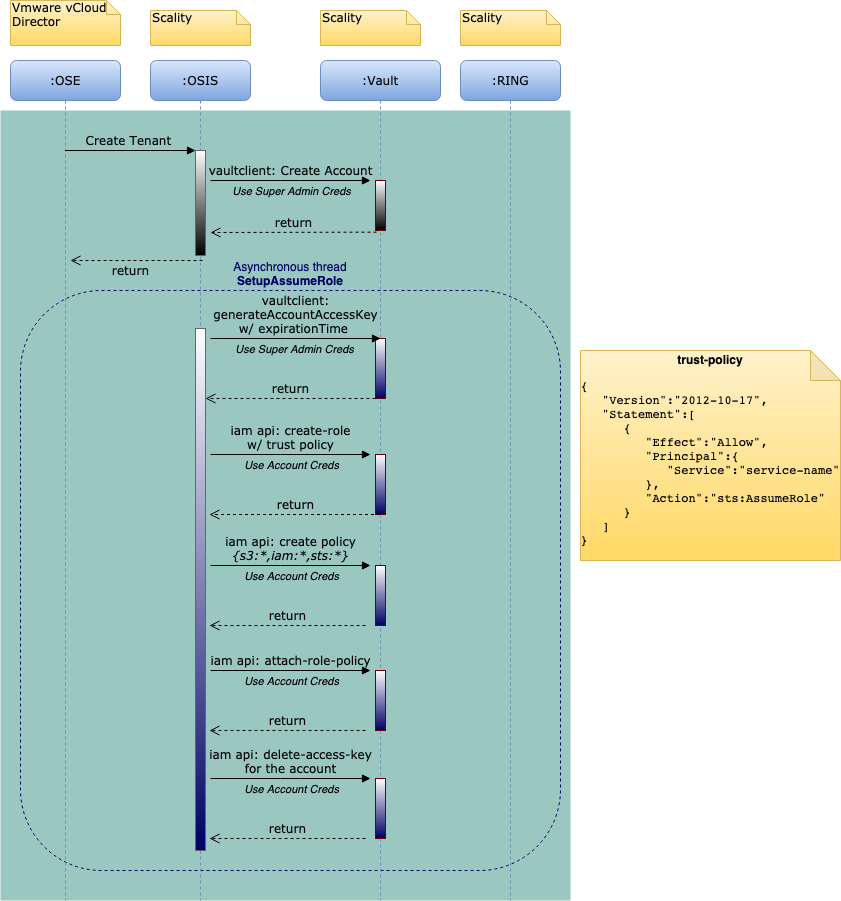 Vmware vCloud
Director
Scality
Scality
Scality
:OSE
:OSIS
:Vault
:RING
Create Tenant
vaultclient: Create Account
Use Super Admin Creds
return
return
Asynchronous thread
SetupAssumeRole
vaultclient:
generateAccountAccessKey
w/ expirationTime
Use Super Admin Creds
return
iam api: create-role
w/ trust policy
Use Account Creds
return
iam api: create policy
{s3:*,iam:*,sts:*}
Use Account Creds
return
iam api: attach-role-policy
Use Account Creds
return
iam api: delete-access-key
for the account
Use Account Creds
return
trust-policy
{
"Version":"2012-10-17",
"Statement":[
{
"Effect":"Allow",
"Principal":{
"Service":"service-name"
},
"Action":"sts:AssumeRole"
}
]
}